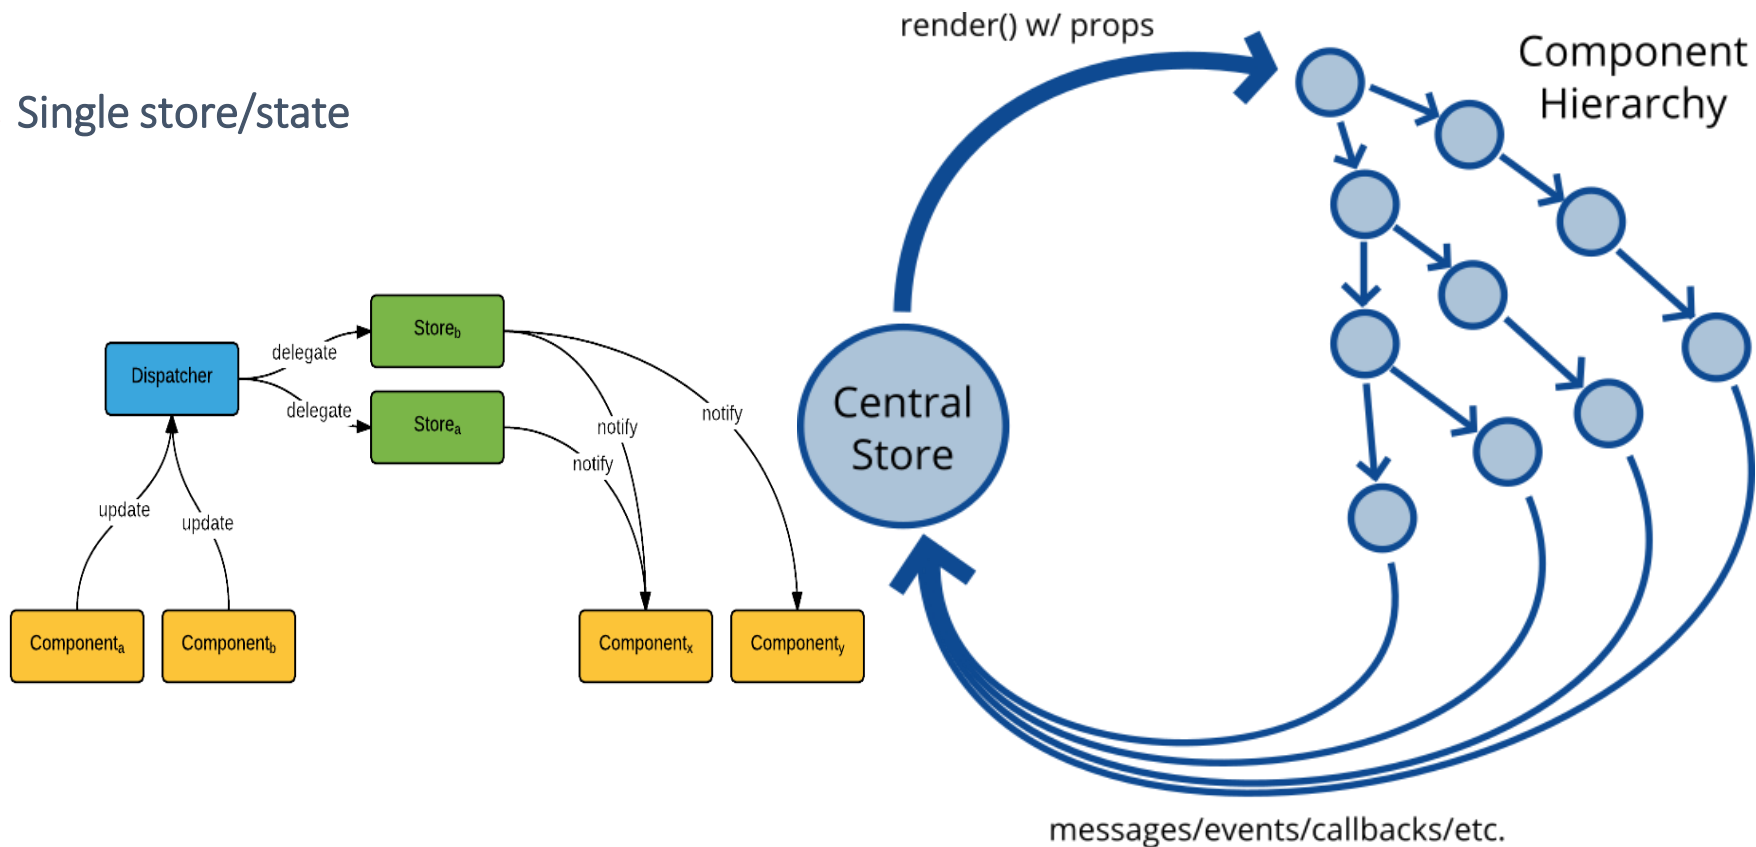 Single store/state
render() w/ props
Component
Hierarchy
Dispatcher
delegate
delegate
Storeb
Storea
notify
notify
notify
update
update
Componenta
Componentb
Componentx
Componenty
Central
Store
messages/events/callbacks/etc.